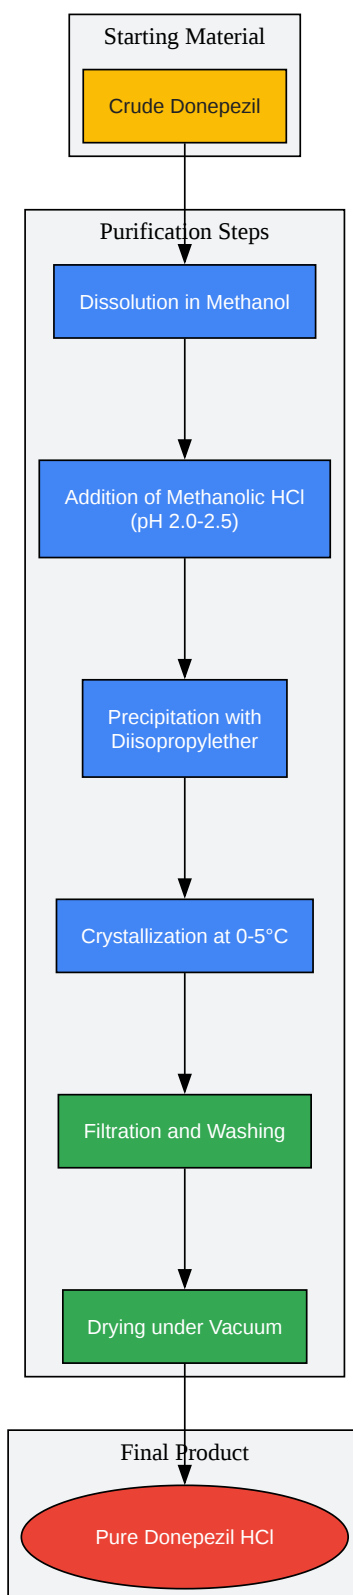 Starting Material
Crude Donepezil
Purification Steps
Dissolution in Methanol
Addition of Methanolic HCl
(pH 2.0-2.5)
Precipitation with
Diisopropylether
Crystallization at 0-5°C
Filtration and Washing
Drying under Vacuum
Final Product
Pure Donepezil HCl